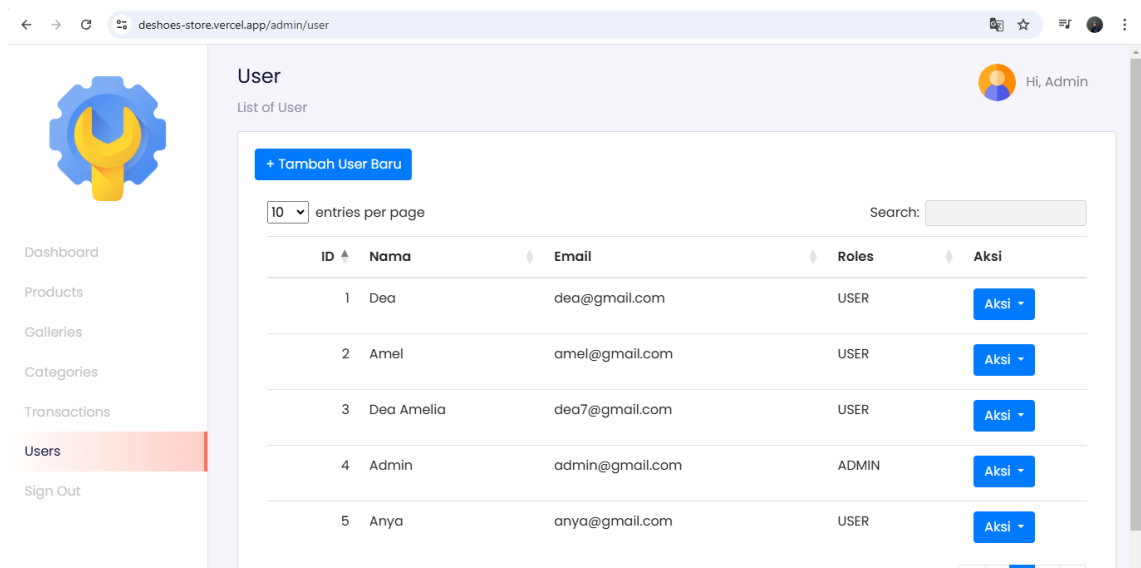 deshoes-store.vercel.app/admin/user
User
Hi, Admin
List of User
+ Tambah User Baru
10 entries per page
Search:
Dashboard
Products
Galleries
Categories
Transactions
Users
Sign Out
ID Nama Email Roles Aksi
1 Dea dea@gmail.com USER Aksi
2 Amel amel@gmail.com USER Aksi
3 Dea Amelia dea7@gmail.com USER Aksi
4 Admin admin@gmail.com ADMIN Aksi
5 Anya anya@gmail.com USER Aksi